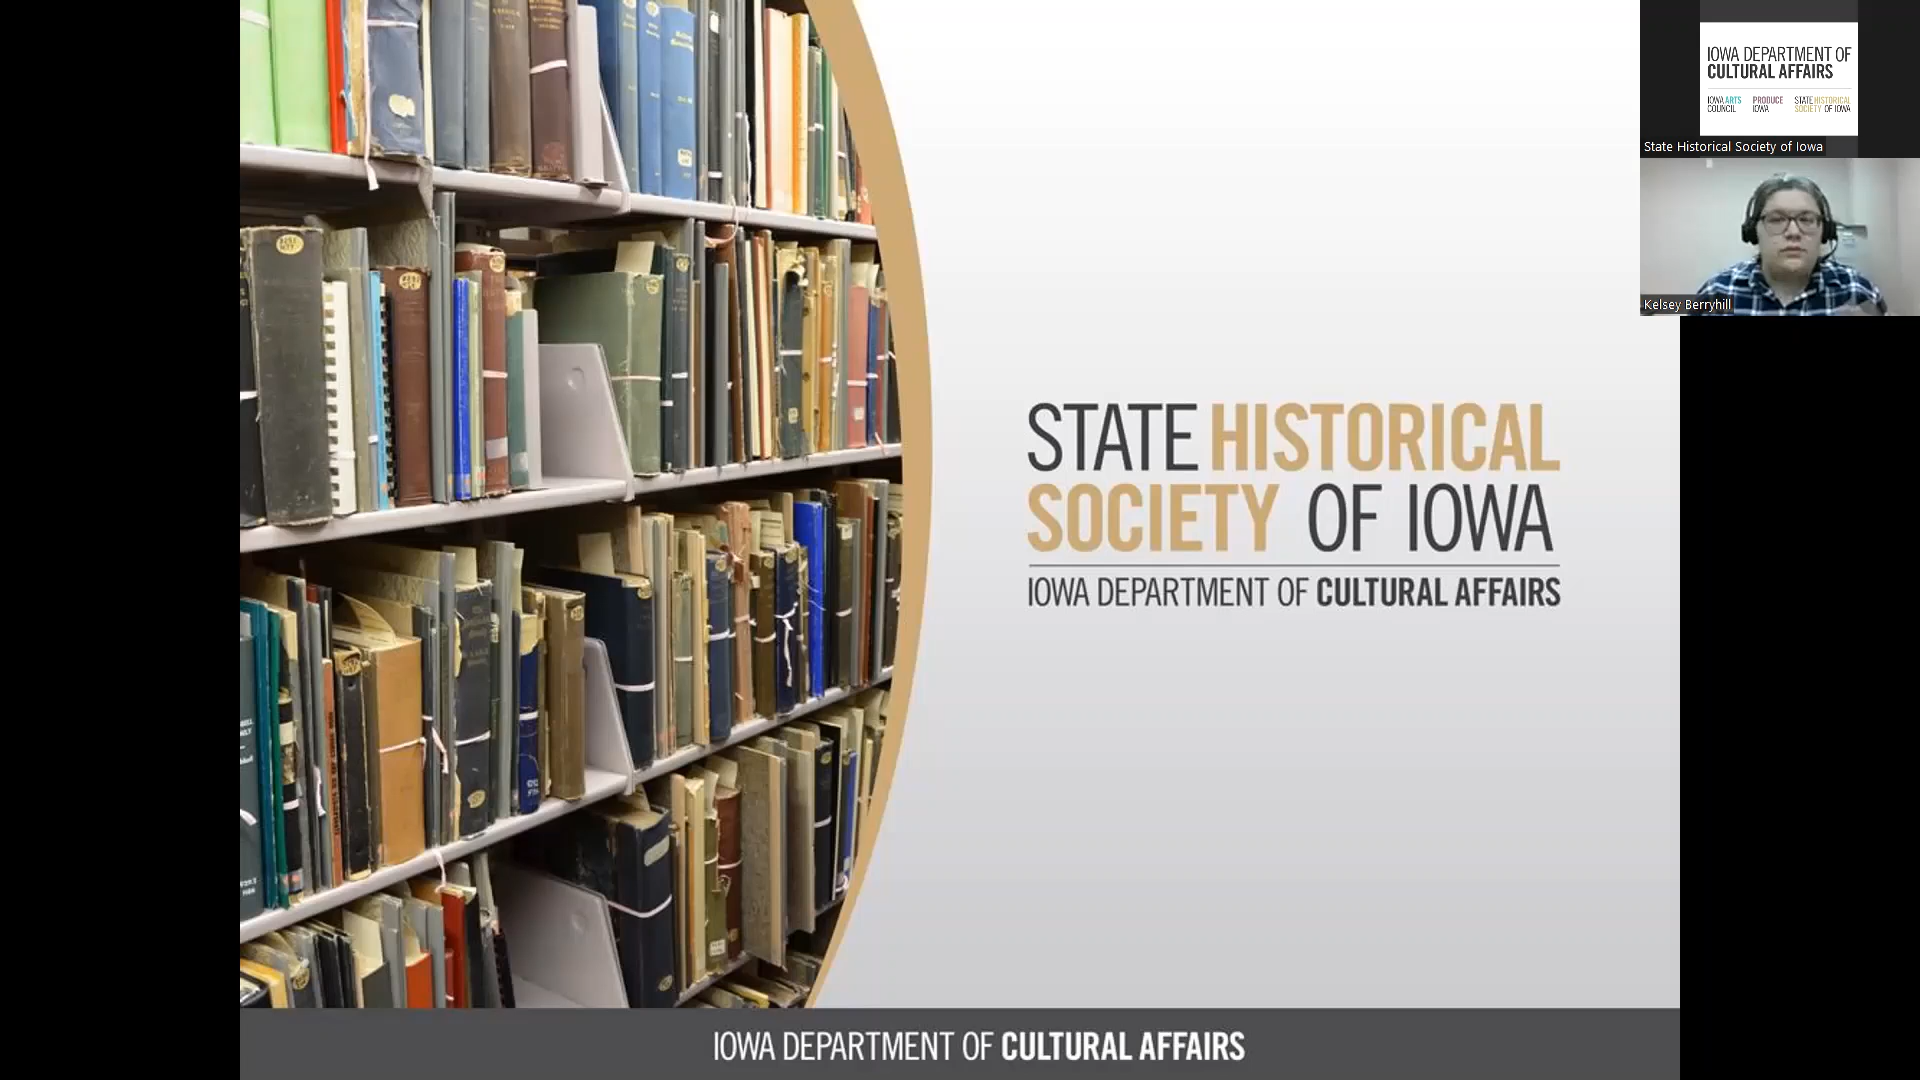 STATE HISTORICAL
SOCIETY OF IOWA
IOWA DEPARTMENT OF CULTURAL AFFAIRS
IOWA DEPARTMENT OF CULTURAL AFFAIRS
IOWA DEPARTMENT OF
CULTURAL AFFAIRS
IOWA ARTS
COUNCIL
PRODUCE
IOWA
STATE HISTORICAL
SOCIETY OF IOWA
State Historical Society of Iowa
Kelsey Berryhill